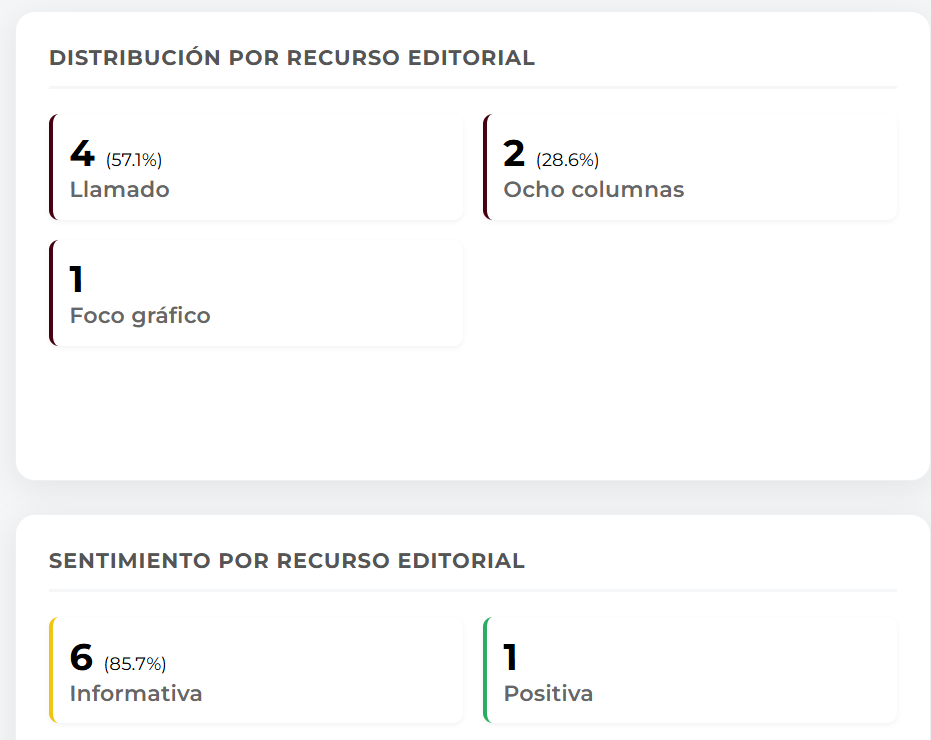 DISTRIBUCIÓN POR RECURSO EDITORIAL
4 (57.1%)
Llamado
2 (28.6%)
Ocho columnas
1
Foco gráfico
SENTIMIENTO POR RECURSO EDITORIAL
6 (85.7%)
Informativa
1
Positiva